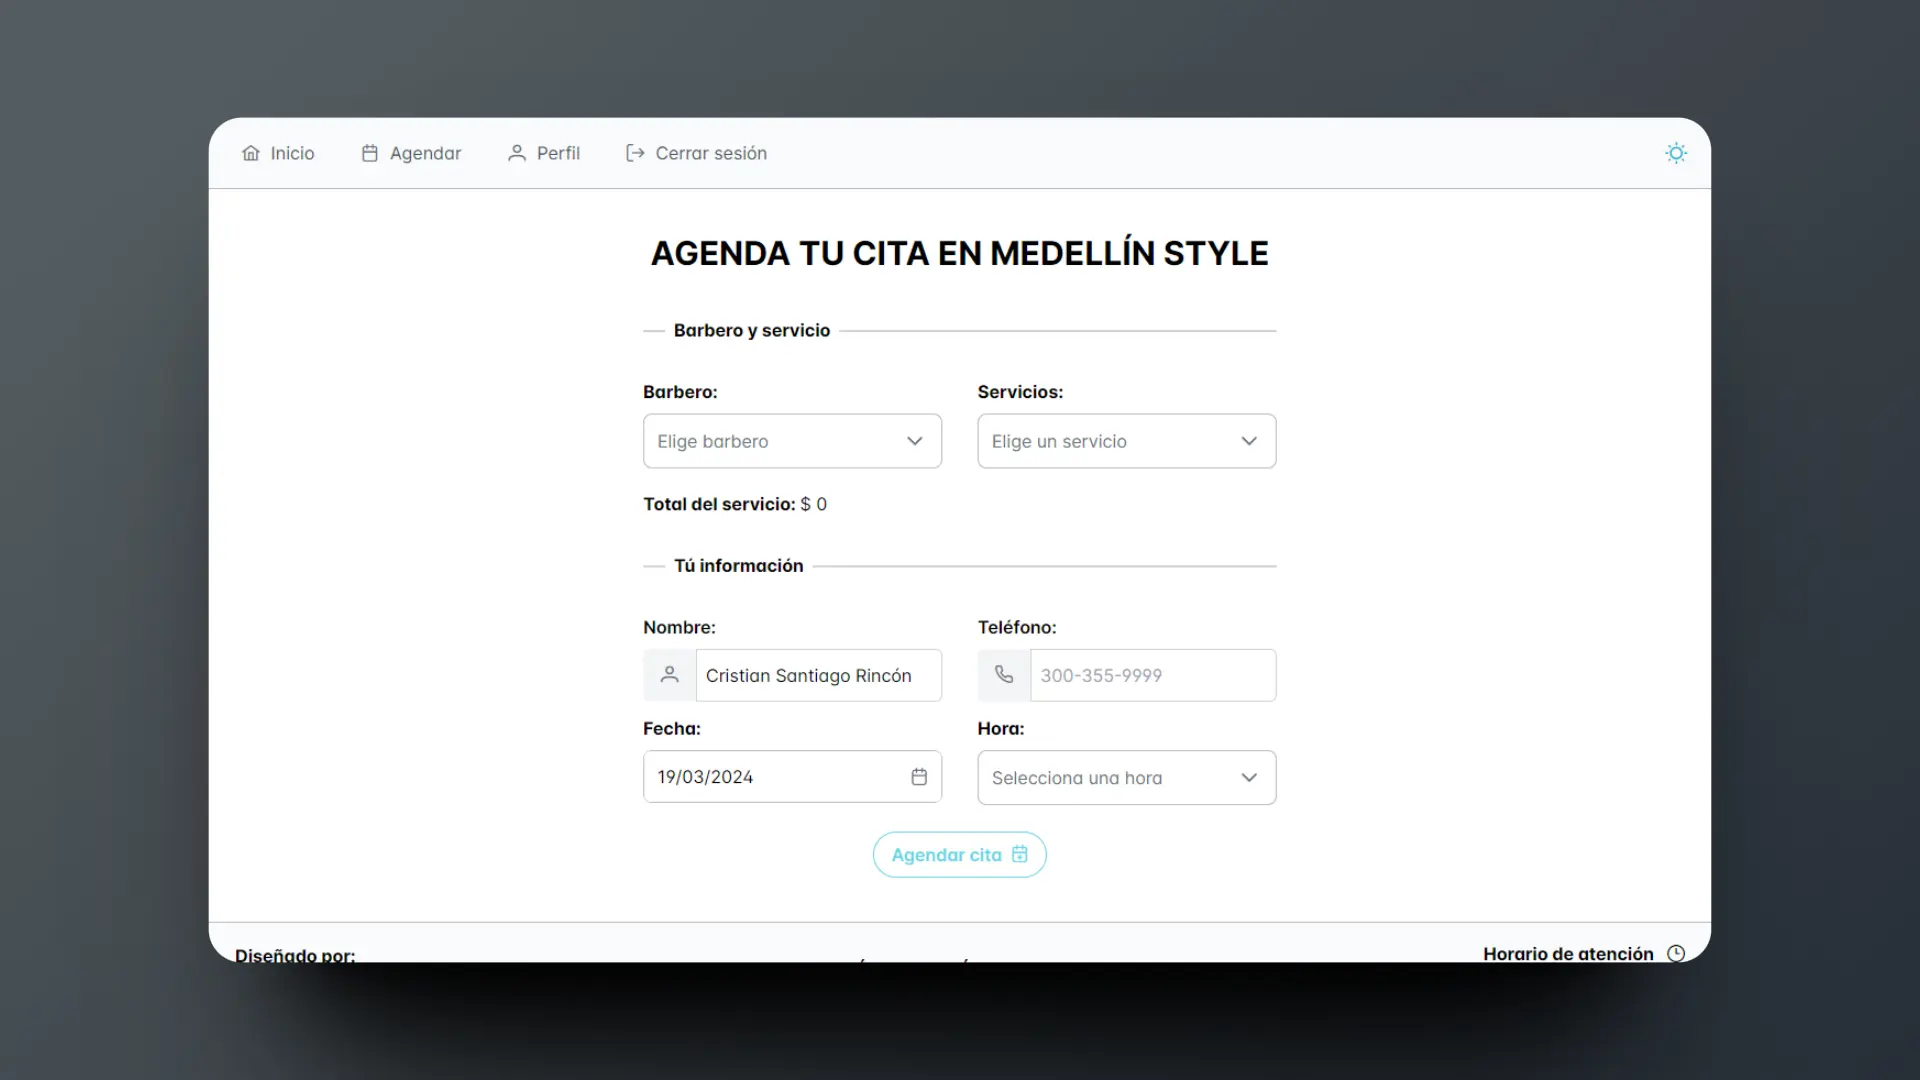 Inicio Agendar Perfil Cerrar sesión
AGENDA TU CITA EN MEDELLÍN STYLE
Barbero y servicio
Barbero: Servicios:
Elige barbero Elige un servicio
Total del servicio: $ 0
Tú información
Nombre: Teléfono:
Cristian Santiago Rincón 300-355-9999
Fecha: Hora:
19/03/2024 Selecciona una hora
Agendar cita
Diseñado por: Horario de atención